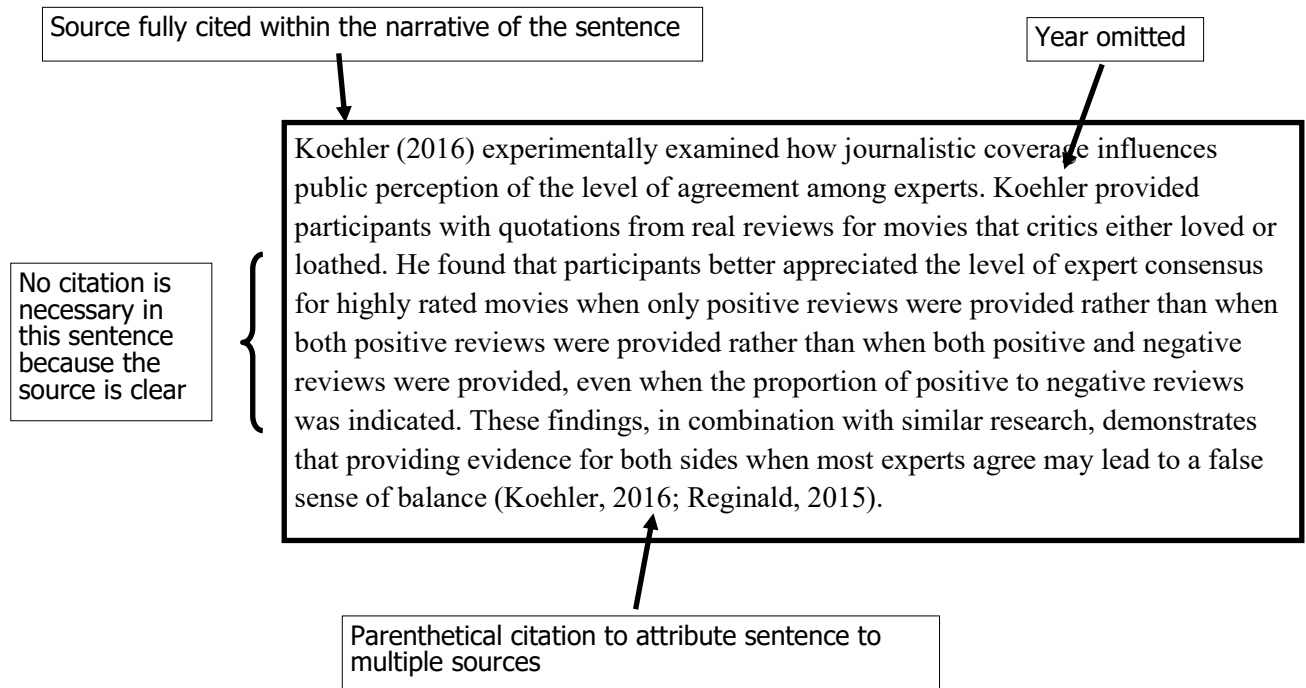 Source fully cited within the narrative of the sentence
Year omitted
Koehler (2016) experimentally examined how journalistic coverage influences
public perception of the level of agreement among experts. Koehler provided
participants with quotations from real reviews for movies that critics either loved or
loathed. He found that participants better appreciated the level of expert consensus
for highly rated movies when only positive reviews were provided rather than when
both positive reviews were provided rather than when both positive and negative
reviews were provided, even when the proportion of positive to negative reviews
was indicated. These findings, in combination with similar research, demonstrates
that providing evidence for both sides when most experts agree may lead to a false
sense of balance (Koehler, 2016; Reginald, 2015).
No citation is
necessary in
this sentence
because the
source is clear
Parenthetical citation to attribute sentence to
multiple sources